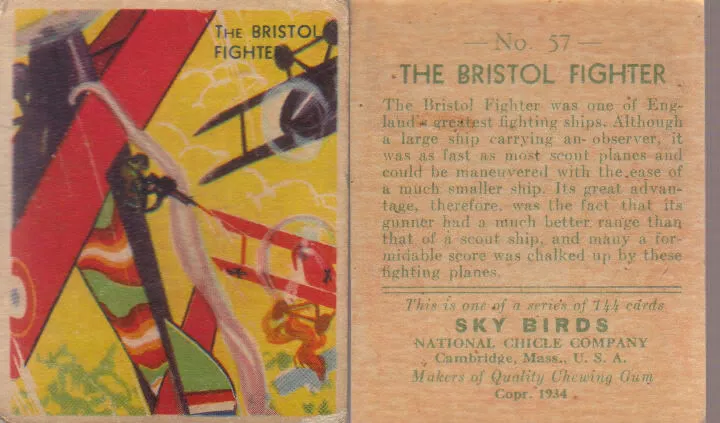 THE BRISTOL
FIGHTER
—No. 57—
THE BRISTOL FIGHTER
The Bristol Fighter was one of Eng-
land's greatest fighting ships. Although
a large ship carrying an observer, it
was as fast as most scout planes and
could be maneuvered with the ease of
a much smaller ship. Its great advan-
tage, therefore, was the fact that its
gunner had a much better range than
that of a scout ship, and many a for-
midable score was chalked up by these
fighting planes.
This is one of a series of 144 cards
SKY BIRDS
NATIONAL CHICLE COMPANY
Cambridge, Mass., U. S. A.
Makers of Quality Chewing Gum
Copr. 1934